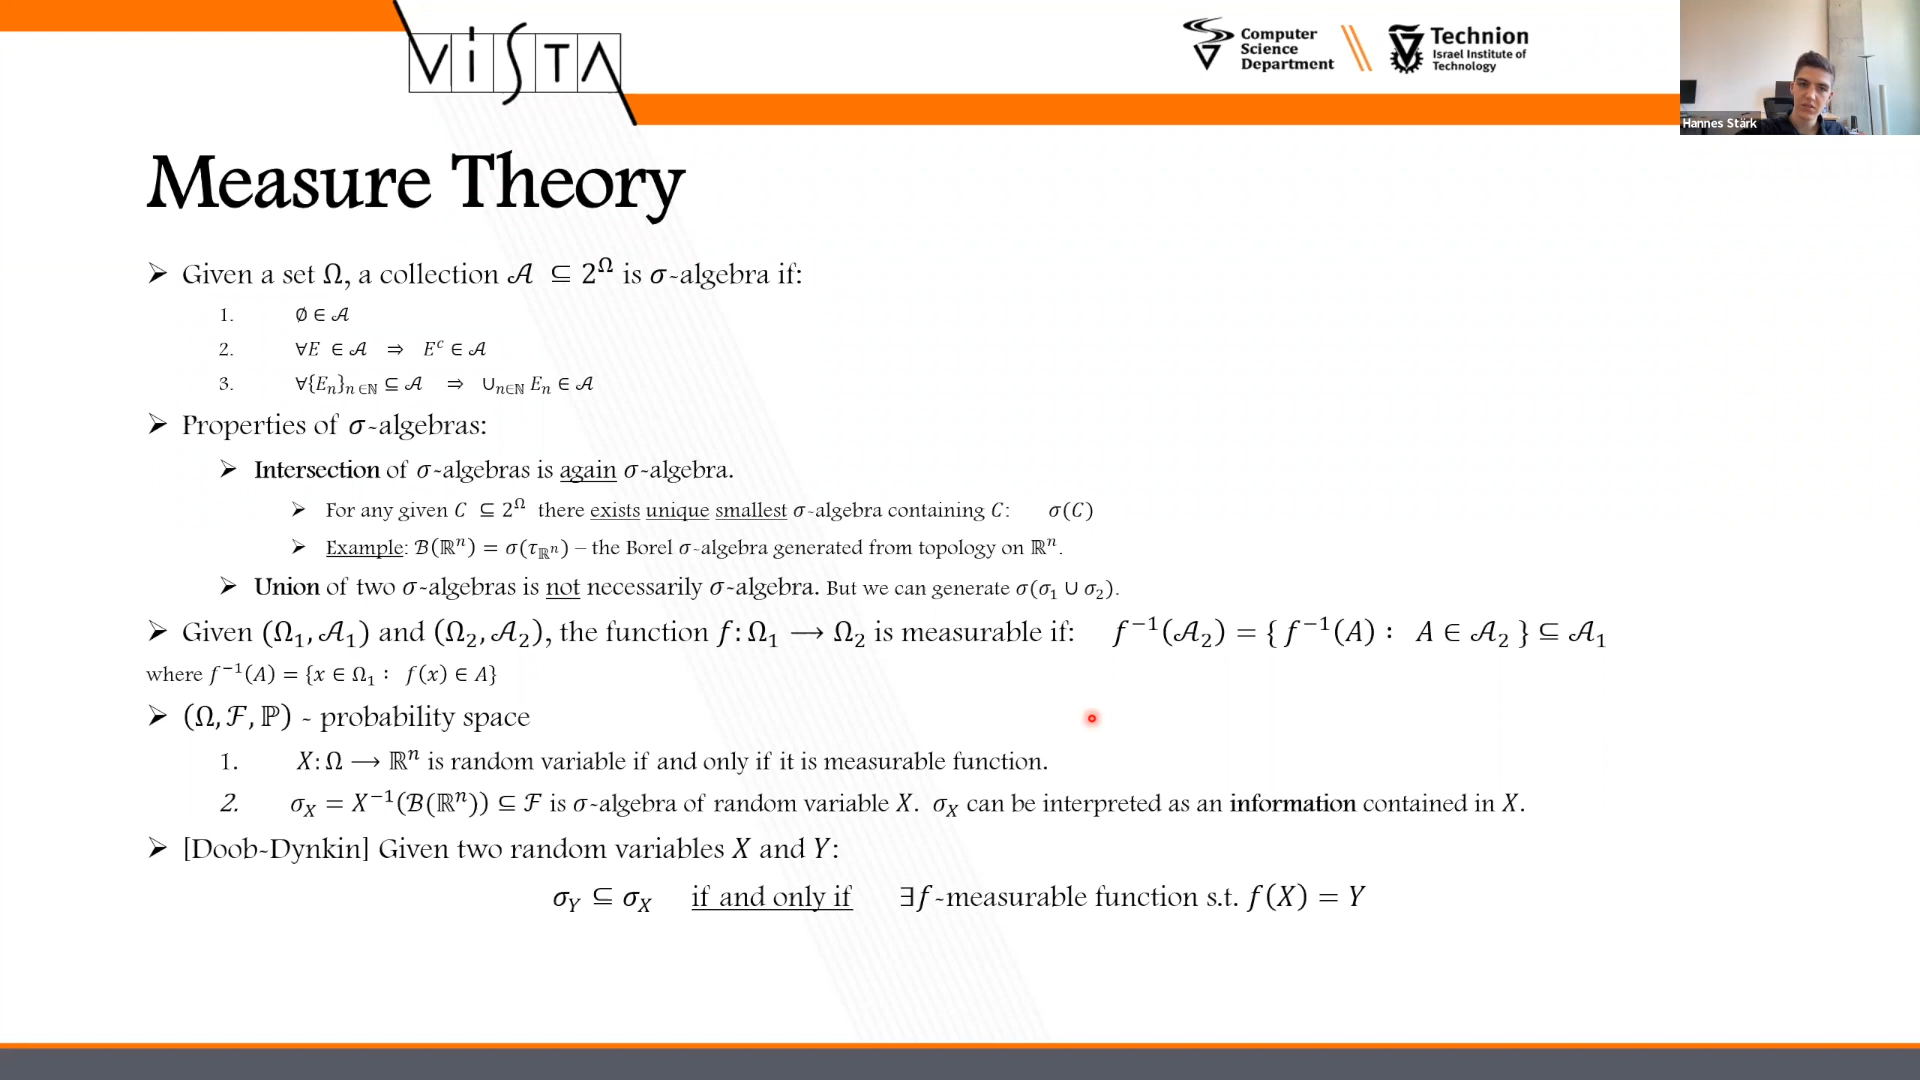 ViSTA
Computer
Science
Department
Technion
Israel Institute of
Technology
Hannes Stärk
Measure Theory
➢ Given a set Ω, a collection 𝒜 ⊆ 2^Ω is σ-algebra if:
1. ∅ ∈ 𝒜
2. ∀E ∈ 𝒜 ⇒ E^c ∈ 𝒜
3. ∀{E_n}_{n∈ℕ} ⊆ 𝒜 ⇒ ∪_{n∈ℕ} E_n ∈ 𝒜
➢ Properties of σ-algebras:
➢ Intersection of σ-algebras is again σ-algebra.
➢ For any given C ⊆ 2^Ω there exists unique smallest σ-algebra containing C: σ(C)
➢ Example: ℬ(ℝ^n) = σ(τ_{ℝ^n}) – the Borel σ-algebra generated from topology on ℝ^n.
➢ Union of two σ-algebras is not necessarily σ-algebra. But we can generate σ(σ_1 ∪ σ_2).
➢ Given (Ω_1, 𝒜_1) and (Ω_2, 𝒜_2), the function f: Ω_1 ⟶ Ω_2 is measurable if: f^{-1}(𝒜_2) = { f^{-1}(A) : A ∈ 𝒜_2 } ⊆ 𝒜_1
where f^{-1}(A) = {x ∈ Ω_1 : f(x) ∈ A}
➢ (Ω, ℱ, ℙ) - probability space
1. X: Ω ⟶ ℝ^n is random variable if and only if it is measurable function.
2. σ_X = X^{-1}(ℬ(ℝ^n)) ⊆ ℱ is σ-algebra of random variable X. σ_X can be interpreted as an information contained in X.
➢ [Doob-Dynkin] Given two random variables X and Y:
σ_Y ⊆ σ_X if and only if ∃f-measurable function s.t. f(X) = Y